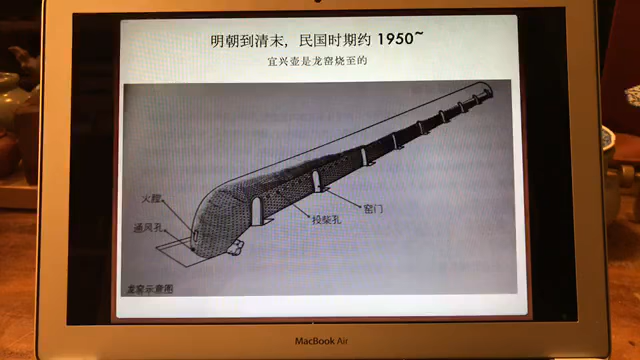 明朝到清末，民国时期约 1950~
宜兴壶是龙窑烧至的
火膛
通风孔
投柴孔
窑门
龙窑示意图
MacBook Air